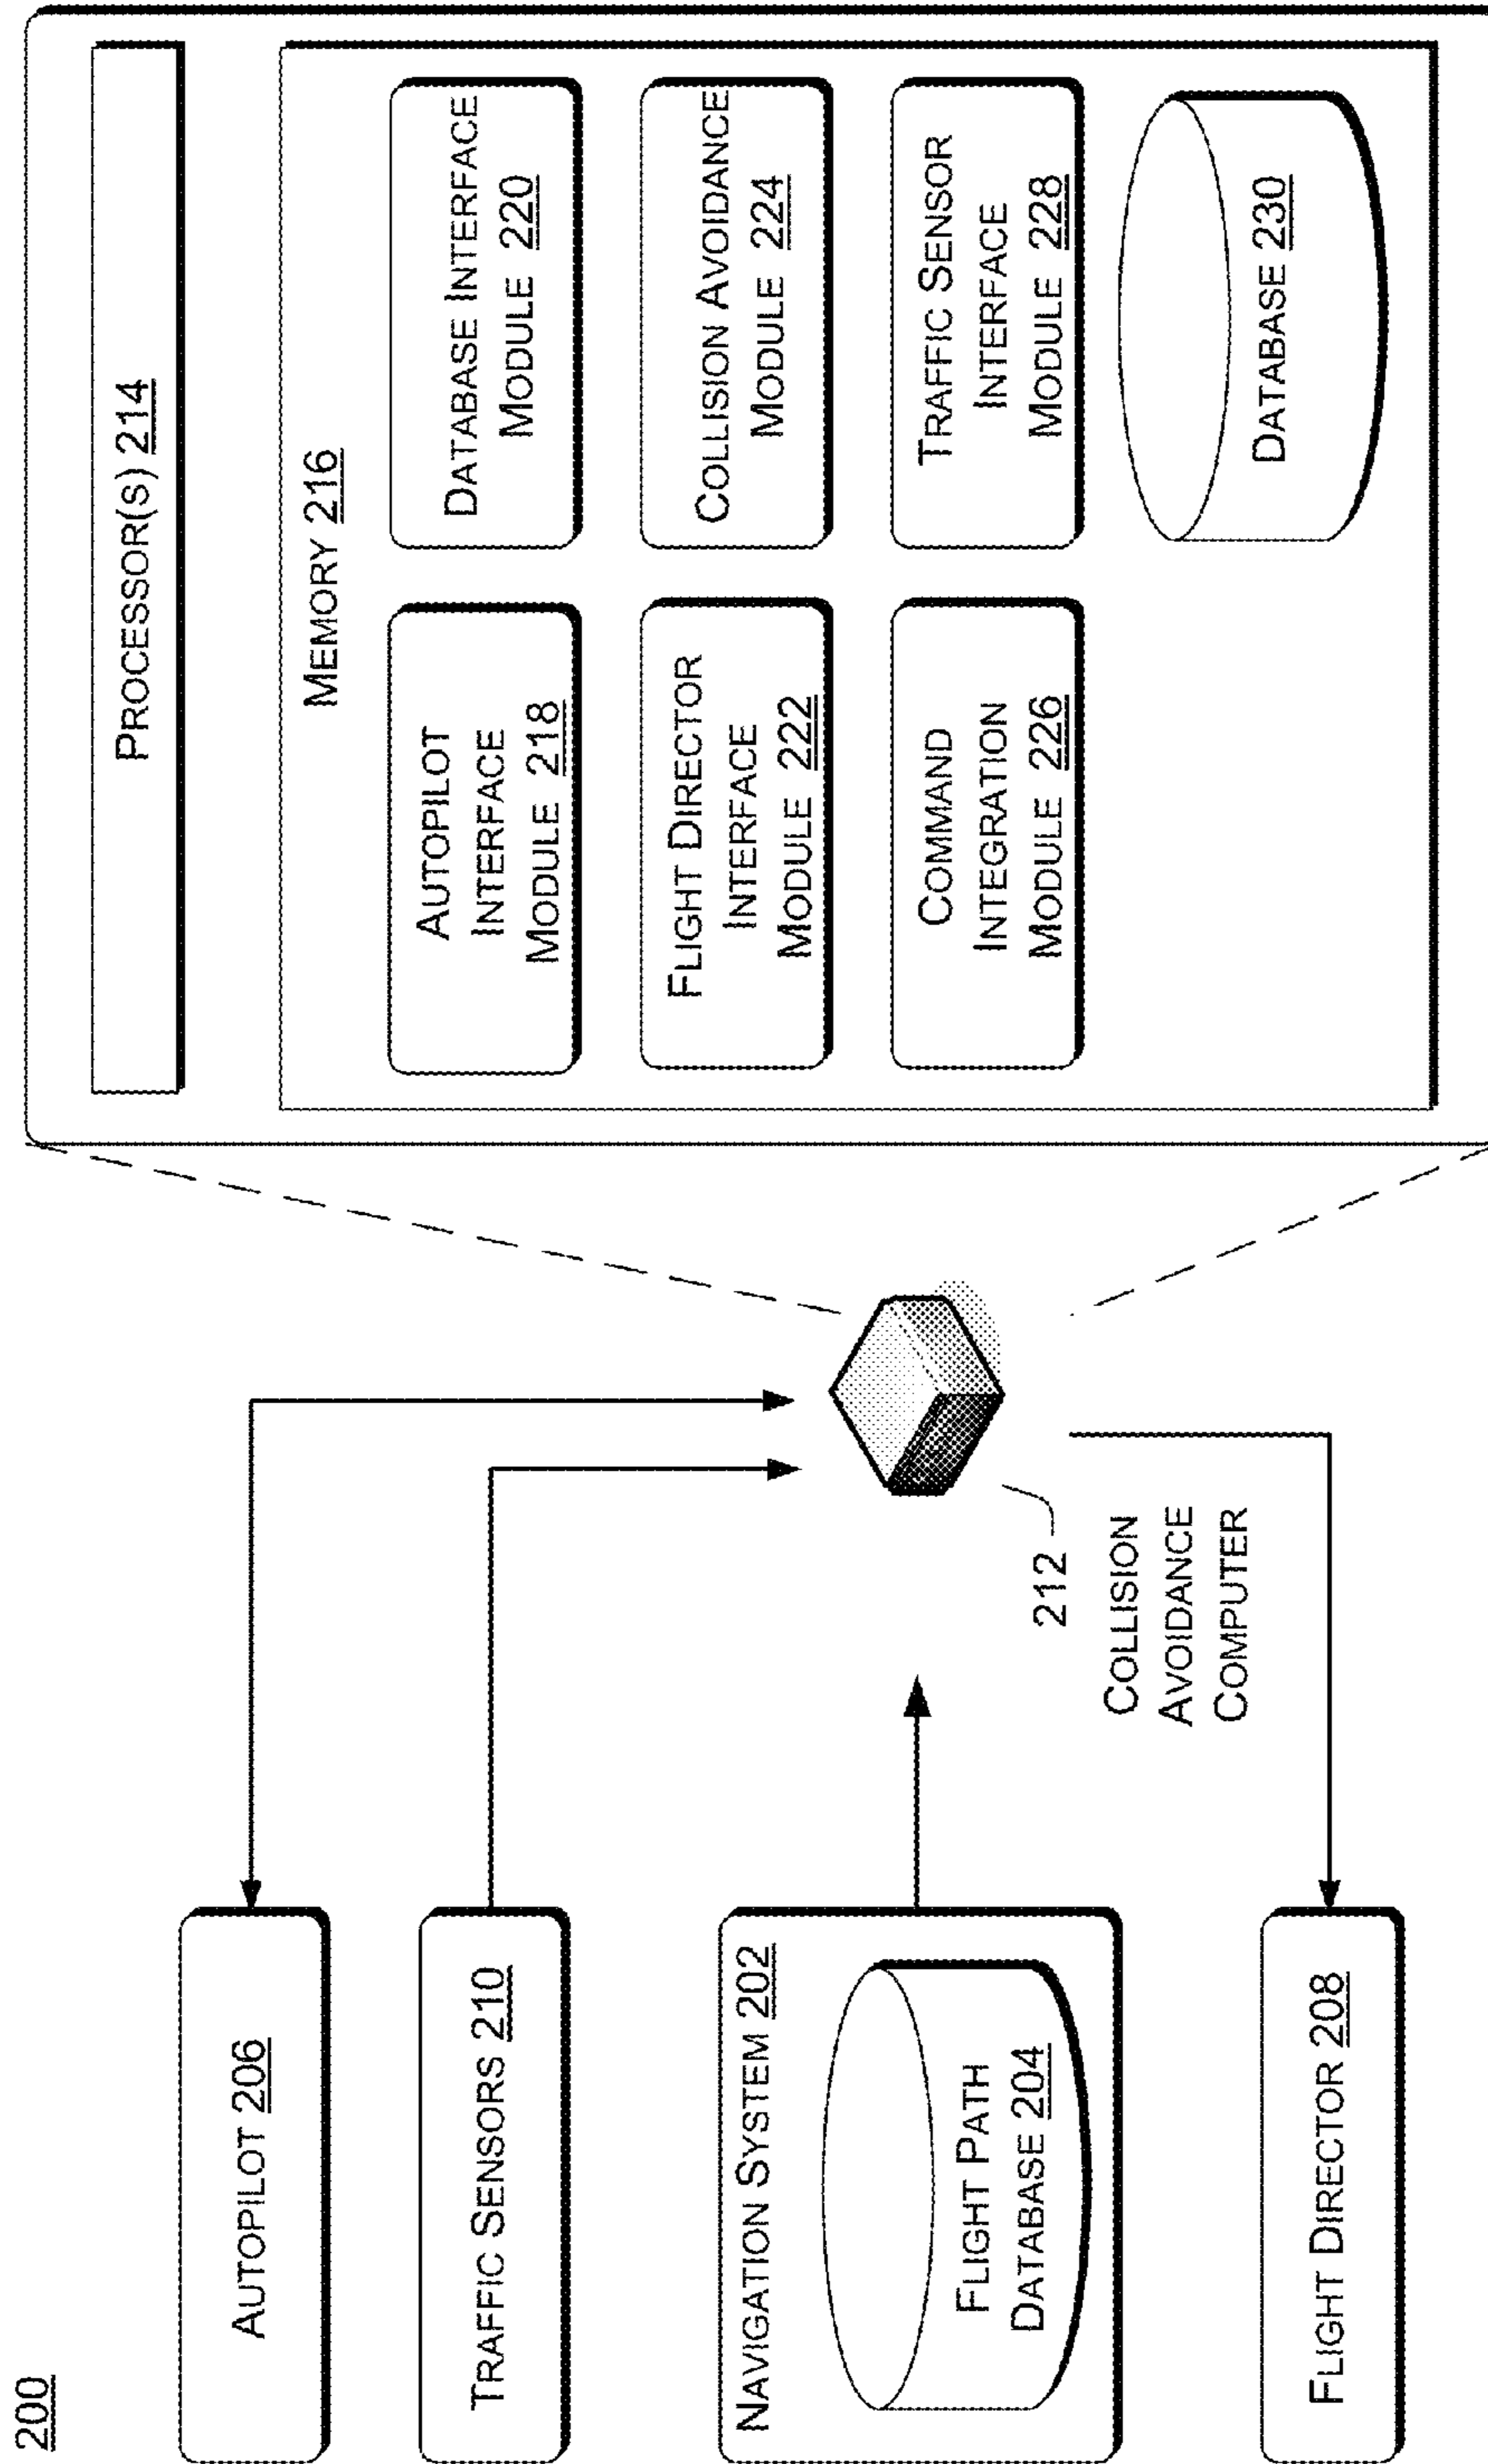 200
AUTOPILOT 206
TRAFFIC SENSORS 210
NAVIGATION SYSTEM 202
FLIGHT PATH
DATABASE 204
FLIGHT DIRECTOR 208
212
COLLISION
AVOIDANCE
COMPUTER
PROCESSOR(S) 214
MEMORY 216
AUTOPILOT
INTERFACE
MODULE 218
DATABASE INTERFACE
MODULE 220
FLIGHT DIRECTOR
INTERFACE
MODULE 222
COLLISION AVOIDANCE
MODULE 224
COMMAND
INTEGRATION
MODULE 226
TRAFFIC SENSOR
INTERFACE
MODULE 228
DATABASE 230